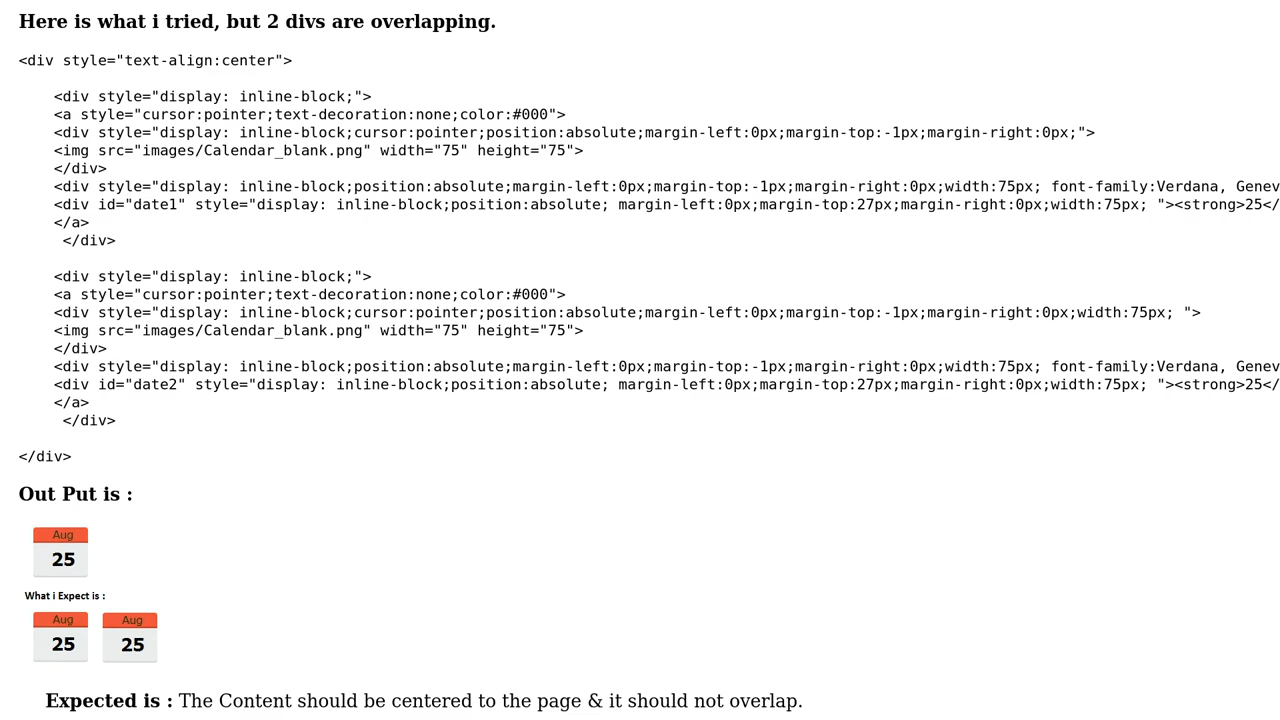 Here is what i tried, but 2 divs are overlapping.
<div style="text-align:center">
<div style="display: inline-block;">
<a style="cursor:pointer;text-decoration:none;color:#000">
<div style="display: inline-block;cursor:pointer;position:absolute;margin-left:0px;margin-top:-1px;margin-right:0px;">
<img src="images/Calendar_blank.png" width="75" height="75">
</div>
<div style="display: inline-block;position:absolute;margin-left:0px;margin-top:-1px;margin-right:0px;width:75px; font-family:Verdana, Genev
<div id="date1" style="display: inline-block;position:absolute; margin-left:0px;margin-top:27px;margin-right:0px;width:75px; "><strong>25</
</a>
</div>
<div style="display: inline-block;">
<a style="cursor:pointer;text-decoration:none;color:#000">
<div style="display: inline-block;cursor:pointer;position:absolute;margin-left:0px;margin-top:-1px;margin-right:0px;width:75px; ">
<img src="images/Calendar_blank.png" width="75" height="75">
</div>
<div style="display: inline-block;position:absolute;margin-left:0px;margin-top:-1px;margin-right:0px;width:75px; font-family:Verdana, Genev
<div id="date2" style="display: inline-block;position:absolute; margin-left:0px;margin-top:27px;margin-right:0px;width:75px; "><strong>25</
</a>
</div>
</div>
Out Put is :
Aug
25
What i Expect is :
Aug Aug
25 25
Expected is : The Content should be centered to the page & it should not overlap.